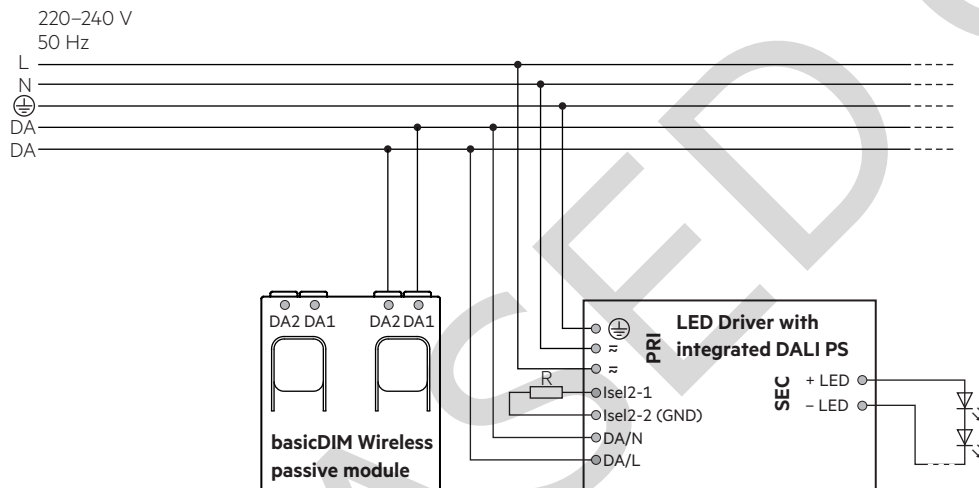 220–240 V
50 Hz
L
N
DA
DA
DA2 DA1
DA2 DA1
basicDIM Wireless
passive module
LED Driver with
integrated DALI PS
PRI
≂
≂
R
Isel2-1
Isel2-2 (GND)
DA/N
DA/L
SEC
+ LED
– LED